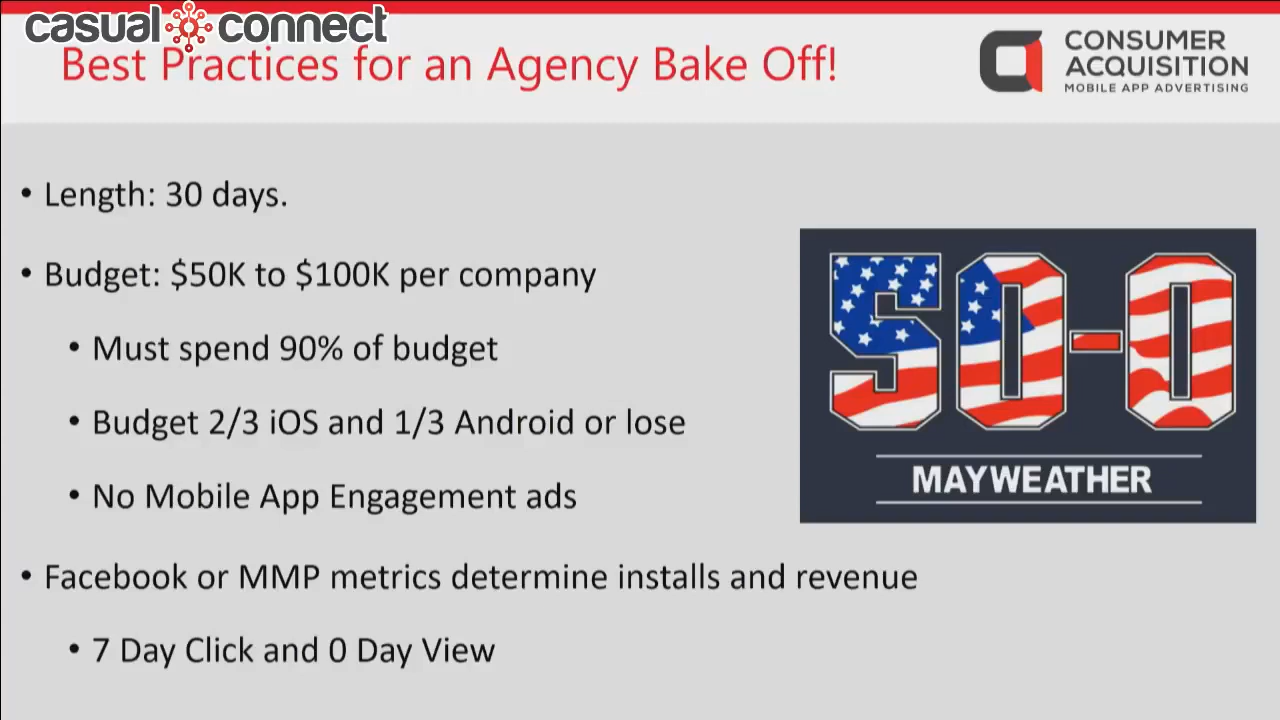 casual connect
Best Practices for an Agency Bake Off!
CONSUMER
ACQUISITION
MOBILE APP ADVERTISING
• Length: 30 days.
• Budget: $50K to $100K per company
• Must spend 90% of budget
• Budget 2/3 iOS and 1/3 Android or lose
• No Mobile App Engagement ads
50-0
MAYWEATHER
• Facebook or MMP metrics determine installs and revenue
• 7 Day Click and 0 Day View